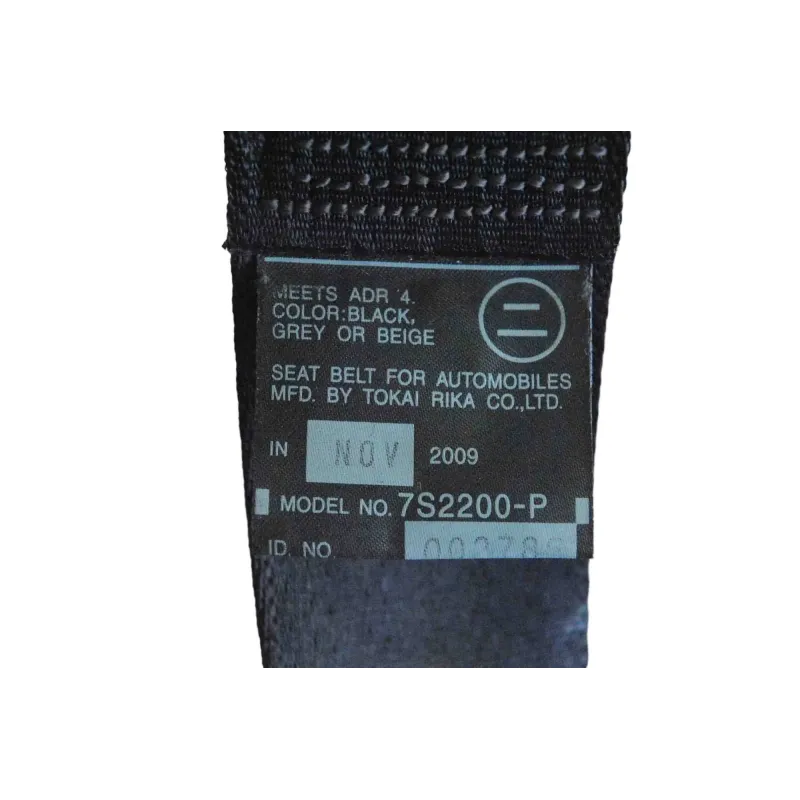 MEETS ADR 4.
COLOR:BLACK,
GREY OR BEIGE
SEAT BELT FOR AUTOMOBILES
MFD. BY TOKAI RIKA CO.,LTD.
IN NOV 2009
MODEL NO. 7S2200-P
ID. NO.